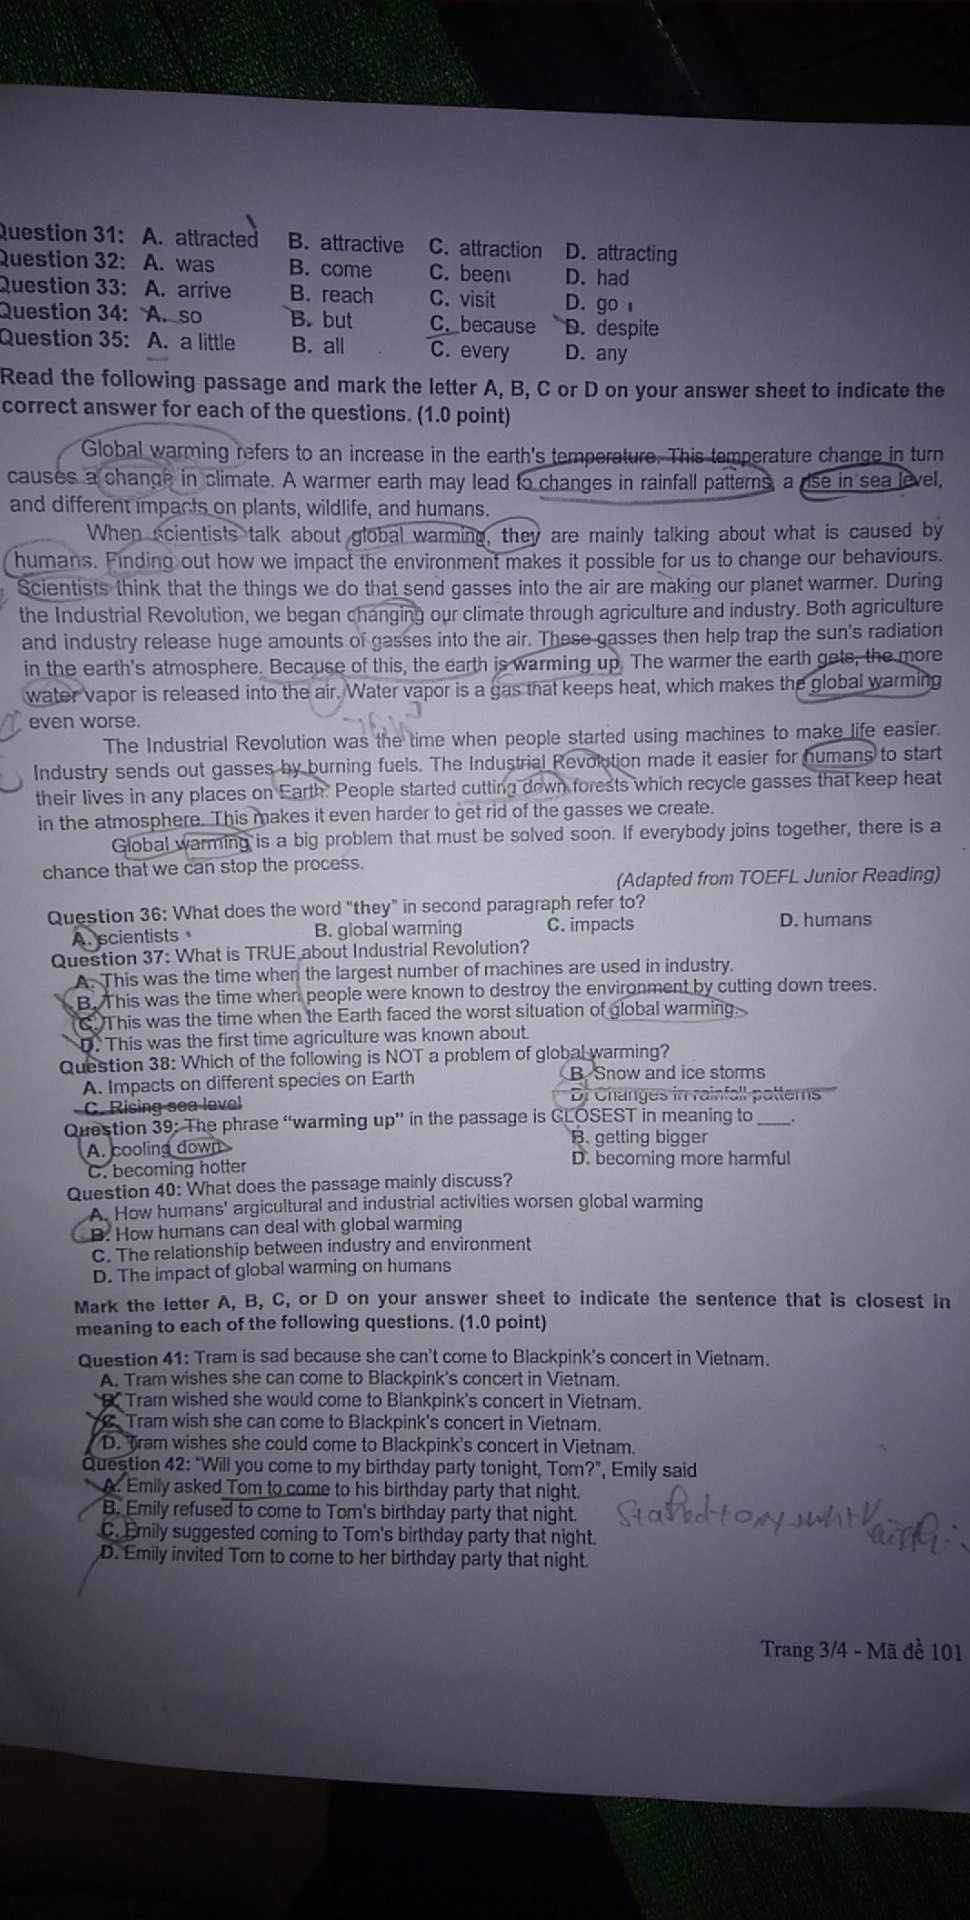 Question 31: A. attracted B. attractive C. attraction D. attracting
Question 32: A. was B. come C. been D. had
Question 33: A. arrive B. reach C. visit D. go
Question 34: A. so B. but C. because D. despite
Question 35: A. a little B. all C. every D. any
Read the following passage and mark the letter A, B, C or D on your answer sheet to indicate the
correct answer for each of the questions. (1.0 point)
Global warming refers to an increase in the earth's temperature. This temperature change in turn
causes a change in climate. A warmer earth may lead to changes in rainfall patterns, a rise in sea level,
and different impacts on plants, wildlife, and humans.
When scientists talk about global warming, they are mainly talking about what is caused by
humans. Finding out how we impact the environment makes it possible for us to change our behaviours.
Scientists think that the things we do that send gasses into the air are making our planet warmer. During
the Industrial Revolution, we began changing our climate through agriculture and industry. Both agriculture
and industry release huge amounts of gasses into the air. These gasses then help trap the sun's radiation
in the earth's atmosphere. Because of this, the earth is warming up. The warmer the earth gets, the more
water vapor is released into the air. Water vapor is a gas that keeps heat, which makes the global warming
even worse.
The Industrial Revolution was the time when people started using machines to make life easier.
Industry sends out gasses by burning fuels. The Industrial Revolution made it easier for humans to start
their lives in any places on Earth. People started cutting down forests which recycle gasses that keep heat
in the atmosphere. This makes it even harder to get rid of the gasses we create.
Global warming is a big problem that must be solved soon. If everybody joins together, there is a
chance that we can stop the process.
(Adapted from TOEFL Junior Reading)
Question 36: What does the word "they" in second paragraph refer to?
A. scientists B. global warming C. impacts D. humans
Question 37: What is TRUE about Industrial Revolution?
A. This was the time when the largest number of machines are used in industry.
B. This was the time when people were known to destroy the environment by cutting down trees.
C. This was the time when the Earth faced the worst situation of global warming.
D. This was the first time agriculture was known about.
Question 38: Which of the following is NOT a problem of global warming?
A. Impacts on different species on Earth B. Snow and ice storms
C. Rising sea level D. Changes in rainfall patterns
Question 39: The phrase "warming up" in the passage is CLOSEST in meaning to ____.
A. cooling down B. getting bigger
C. becoming hotter D. becoming more harmful
Question 40: What does the passage mainly discuss?
A. How humans' argicultural and industrial activities worsen global warming
B. How humans can deal with global warming
C. The relationship between industry and environment
D. The impact of global warming on humans
Mark the letter A, B, C, or D on your answer sheet to indicate the sentence that is closest in
meaning to each of the following questions. (1.0 point)
Question 41: Tram is sad because she can't come to Blackpink's concert in Vietnam.
A. Tram wishes she can come to Blackpink's concert in Vietnam.
B. Tram wished she would come to Blankpink's concert in Vietnam.
C. Tram wish she can come to Blackpink's concert in Vietnam.
D. Tram wishes she could come to Blackpink's concert in Vietnam.
Question 42: "Will you come to my birthday party tonight, Tom?", Emily said
A. Emily asked Tom to come to his birthday party that night.
B. Emily refused to come to Tom's birthday party that night.
C. Emily suggested coming to Tom's birthday party that night.
D. Emily invited Tom to come to her birthday party that night.
Trang 3/4 - Mã đề 101